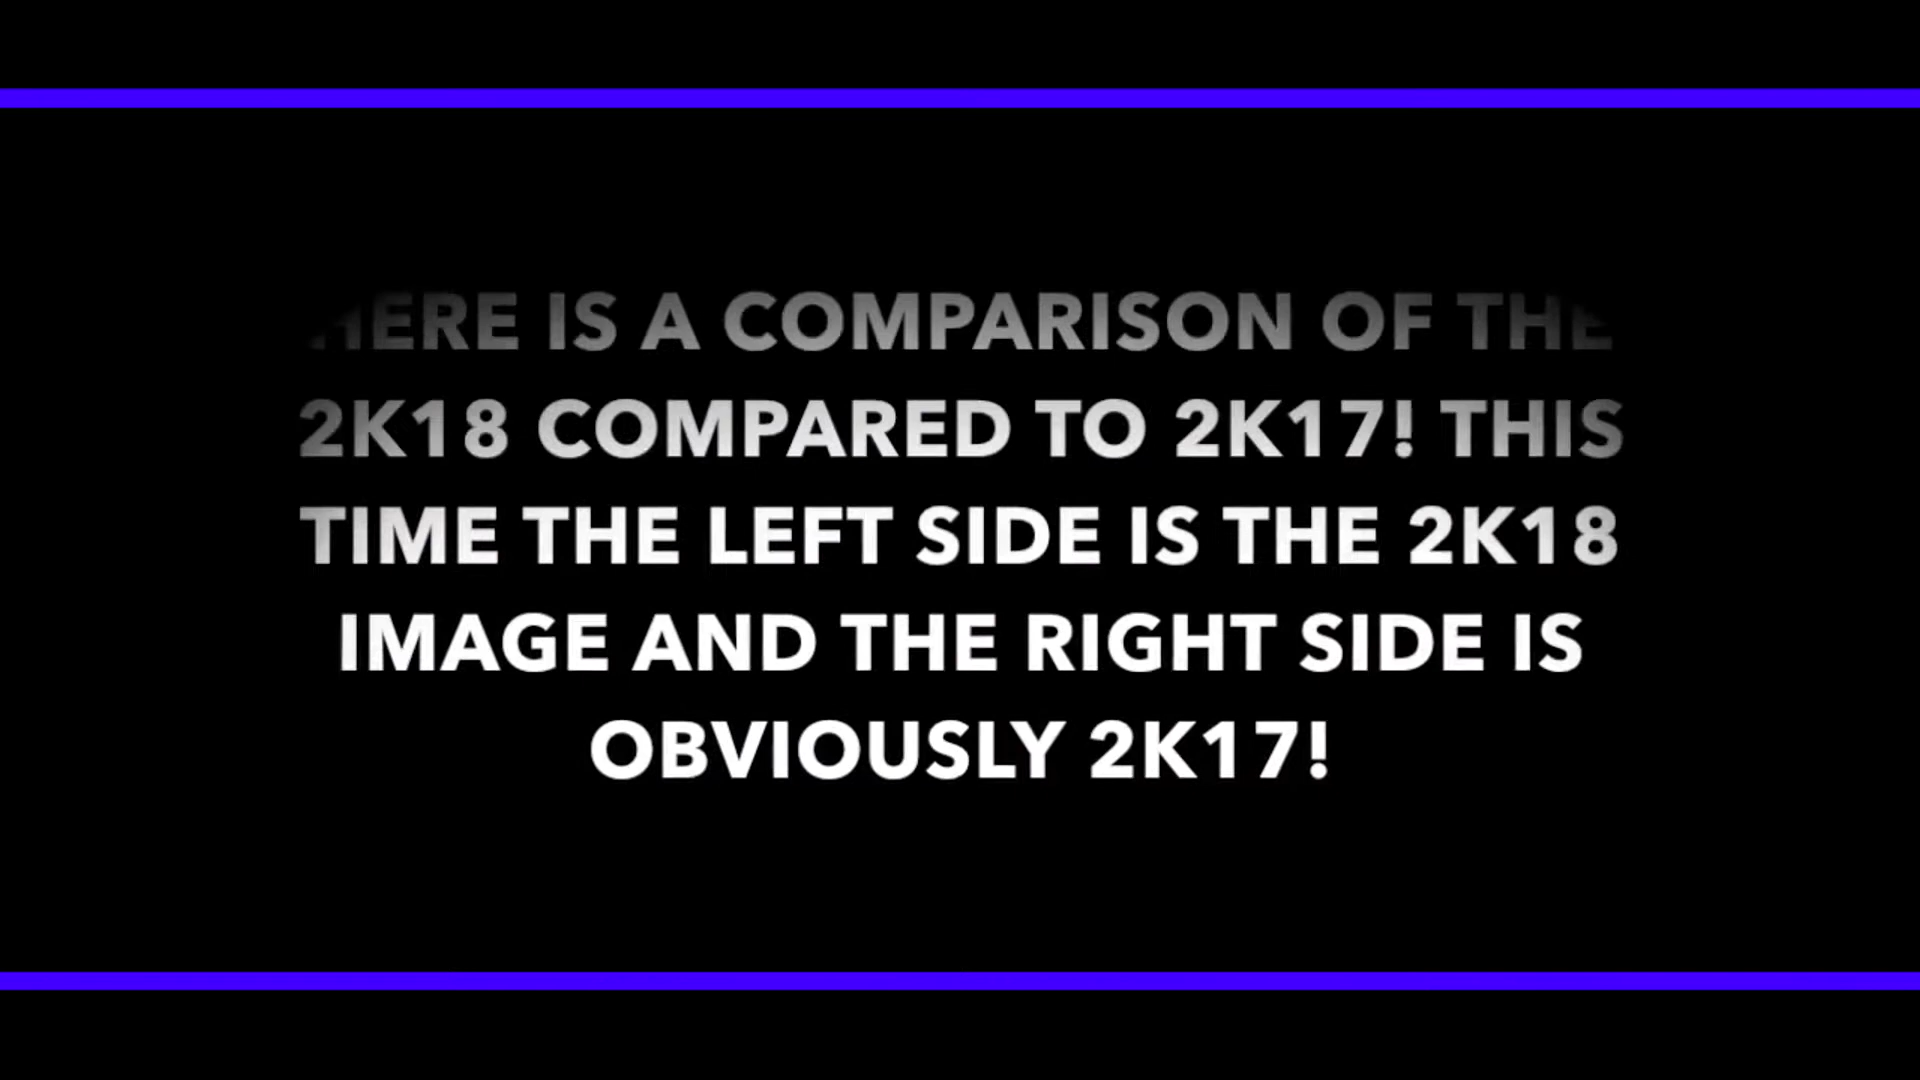 HERE IS A COMPARISON OF THE
2K18 COMPARED TO 2K17! THIS
TIME THE LEFT SIDE IS THE 2K18
IMAGE AND THE RIGHT SIDE IS
OBVIOUSLY 2K17!